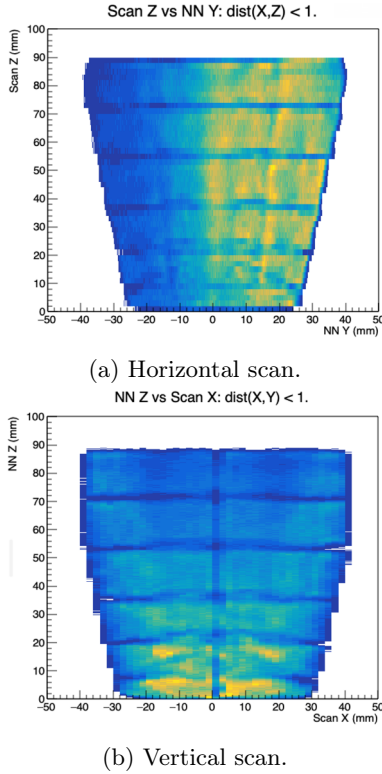 Scan Z vs NN Y: dist(X,Z) < 1.
Scan Z (mm)
100
90
80
70
60
50
40
30
20
10
0
−50 −40 −30 −20 −10 0 10 20 30 40 50
NN Y (mm)
(a) Horizontal scan.
NN Z vs Scan X: dist(X,Y) < 1.
NN Z (mm)
100
90
80
70
60
50
40
30
20
10
0
−50 −40 −30 −20 −10 0 10 20 30 40 50
Scan X (mm)
(b) Vertical scan.